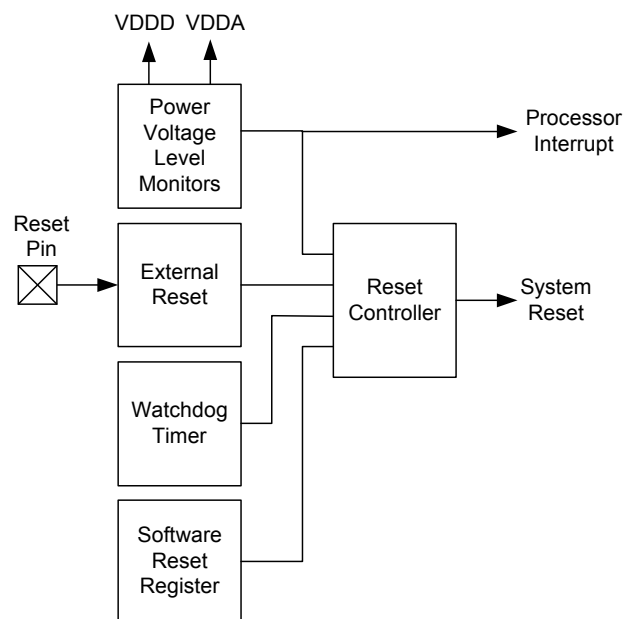 VDDD VDDA
Power
Voltage
Level
Monitors
Processor
Interrupt
Reset
Pin
External
Reset
Reset
Controller
System
Reset
Watchdog
Timer
Software
Reset
Register